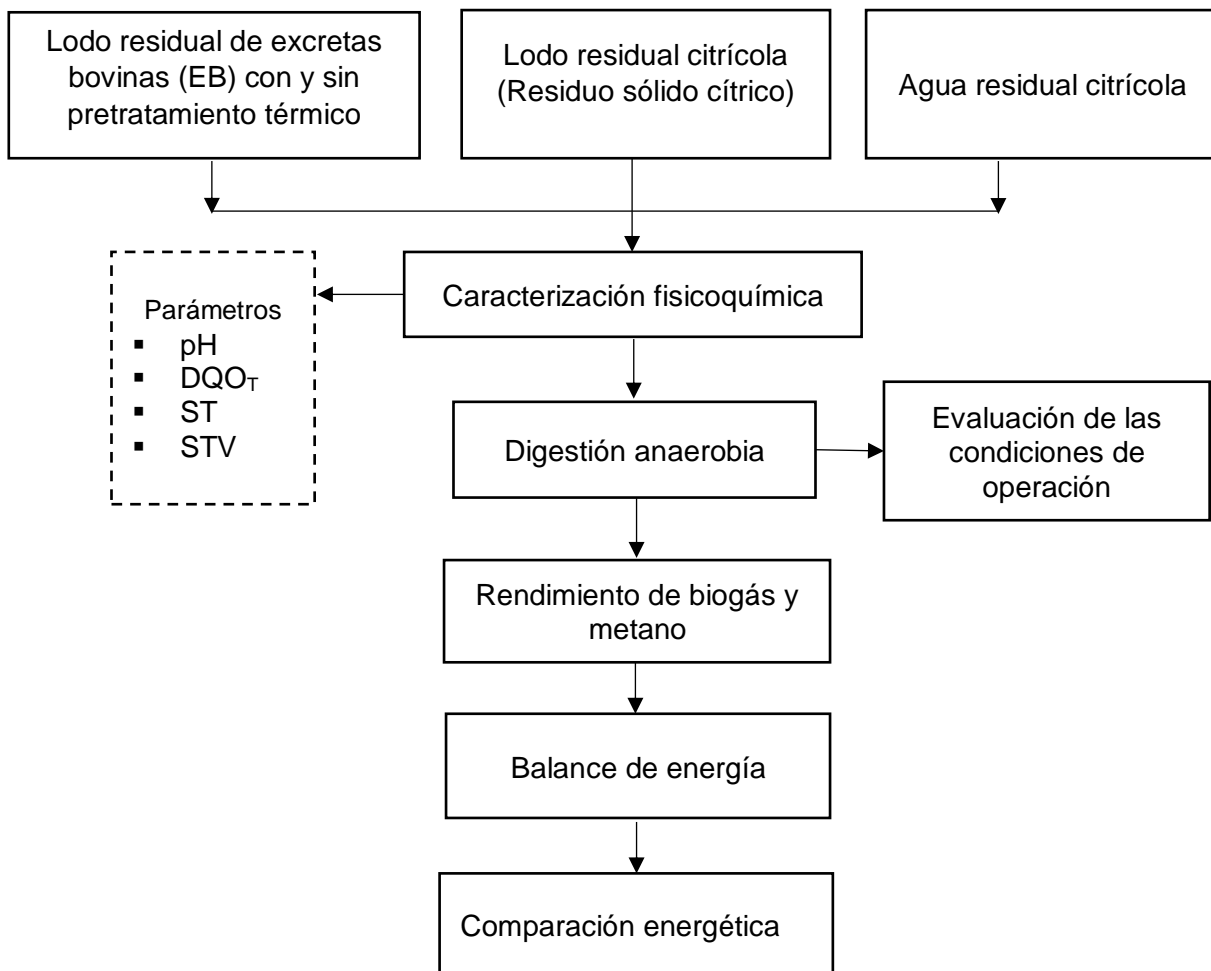 Lodo residual de excretas
bovinas (EB) con y sin
pretratamiento térmico
Lodo residual citrícola
(Residuo sólido cítrico)
Agua residual citrícola
Caracterización fisicoquímica
Parámetros
▪ pH
▪ DQO_T
▪ ST
▪ STV
Digestión anaerobia
Evaluación de las
condiciones de
operación
Rendimiento de biogás y
metano
Balance de energía
Comparación energética